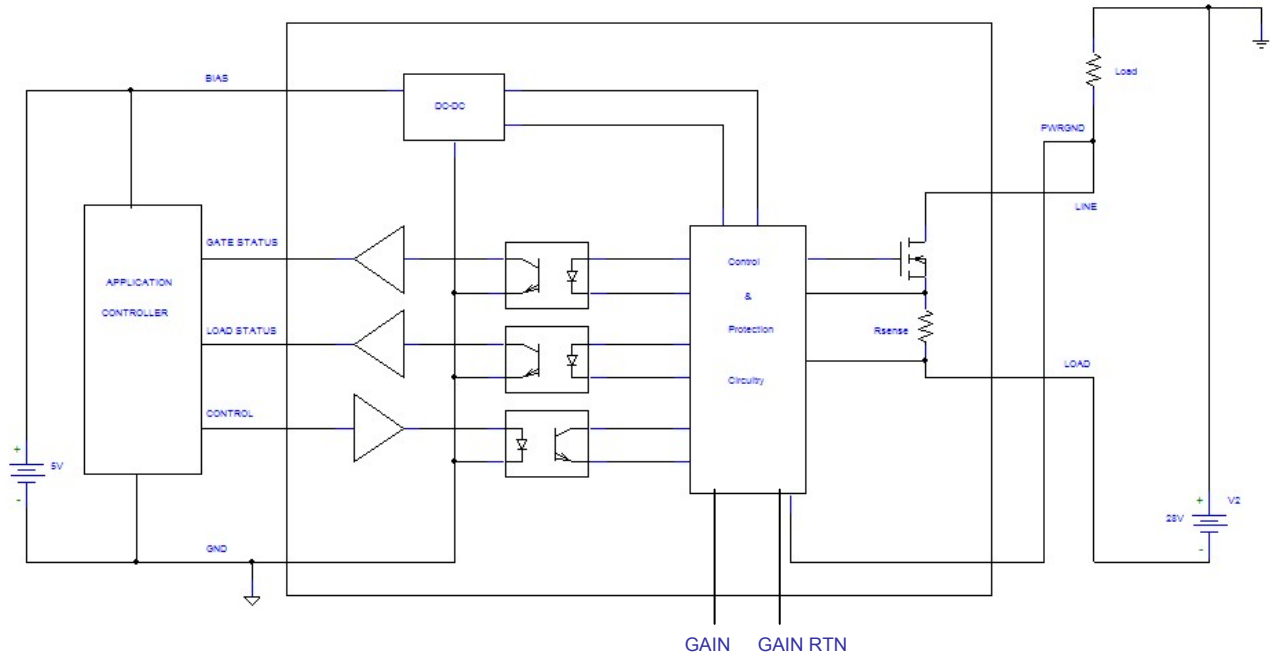 BIAS
DC-DC
Load
PWRGND
LINE
GATE STATUS
APPLICATION
CONTROLLER
Control
&
Protection
Circuitry
LOAD STATUS
Rsense
LOAD
CONTROL
+
5V
-
+
V2
28V
-
GND
GAIN
GAIN RTN